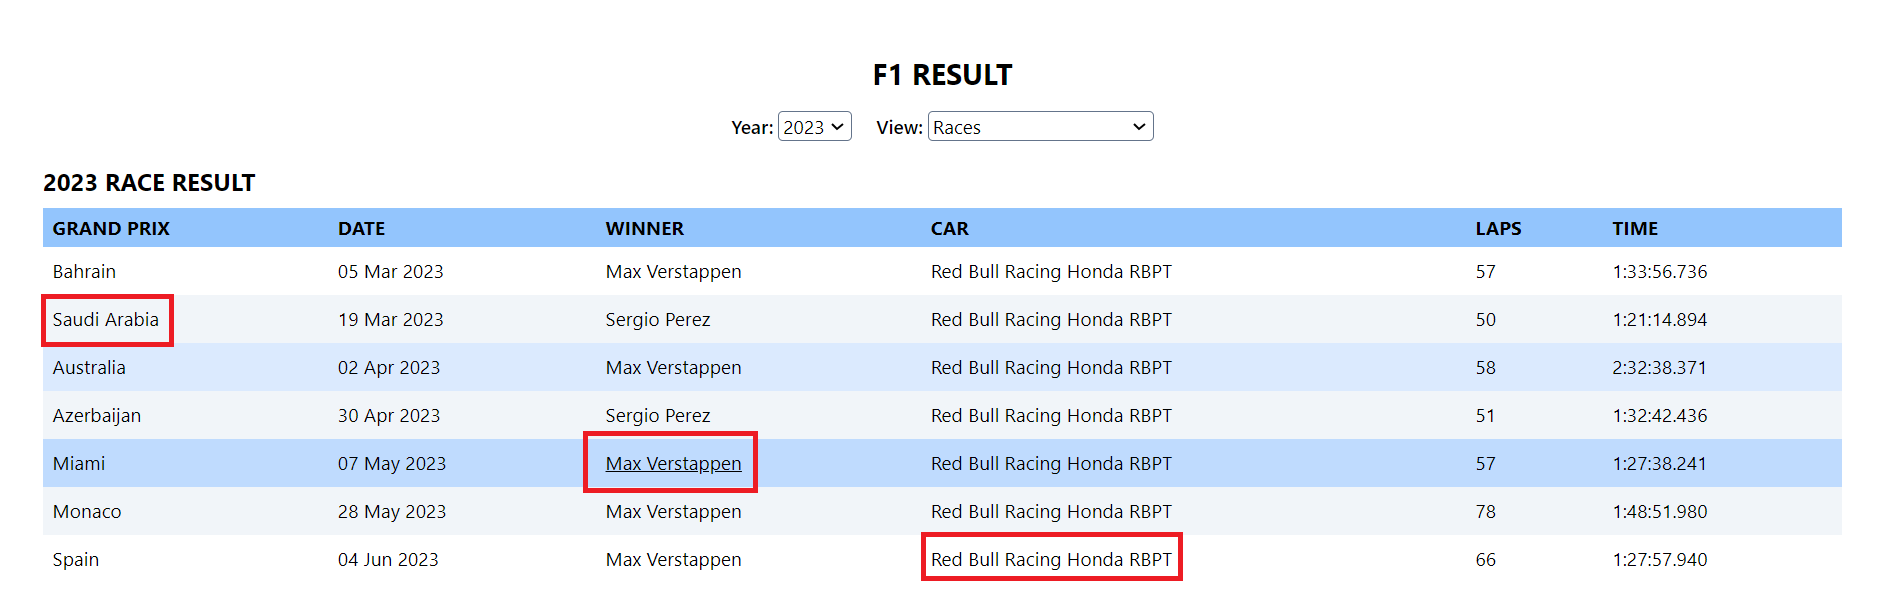 F1 RESULT
Year: 2023 View: Races
2023 RACE RESULT
GRAND PRIX DATE WINNER CAR LAPS TIME
Bahrain 05 Mar 2023 Max Verstappen Red Bull Racing Honda RBPT 57 1:33:56.736
Saudi Arabia 19 Mar 2023 Sergio Perez Red Bull Racing Honda RBPT 50 1:21:14.894
Australia 02 Apr 2023 Max Verstappen Red Bull Racing Honda RBPT 58 2:32:38.371
Azerbaijan 30 Apr 2023 Sergio Perez Red Bull Racing Honda RBPT 51 1:32:42.436
Miami 07 May 2023 Max Verstappen Red Bull Racing Honda RBPT 57 1:27:38.241
Monaco 28 May 2023 Max Verstappen Red Bull Racing Honda RBPT 78 1:48:51.980
Spain 04 Jun 2023 Max Verstappen Red Bull Racing Honda RBPT 66 1:27:57.940